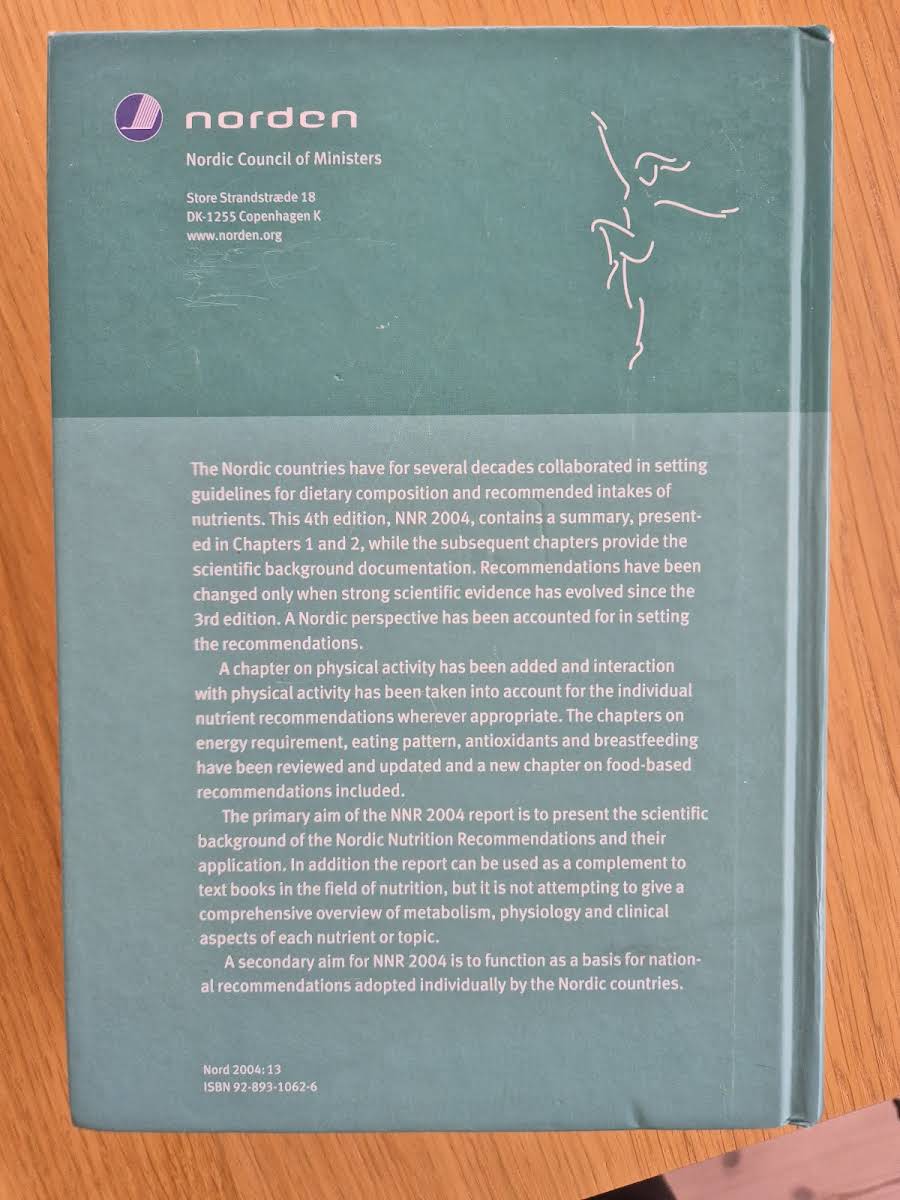 norden
Nordic Council of Ministers
Store Strandstræde 18
DK-1255 Copenhagen K
www.norden.org
The Nordic countries have for several decades collaborated in setting
guidelines for dietary composition and recommended intakes of
nutrients. This 4th edition, NNR 2004, contains a summary, present-
ed in Chapters 1 and 2, while the subsequent chapters provide the
scientific background documentation. Recommendations have been
changed only when strong scientific evidence has evolved since the
3rd edition. A Nordic perspective has been accounted for in setting
the recommendations.
A chapter on physical activity has been added and interaction
with physical activity has been taken into account for the individual
nutrient recommendations wherever appropriate. The chapters on
energy requirement, eating pattern, antioxidants and breastfeeding
have been reviewed and updated and a new chapter on food-based
recommendations included.
The primary aim of the NNR 2004 report is to present the scientific
background of the Nordic Nutrition Recommendations and their
application. In addition the report can be used as a complement to
text books in the field of nutrition, but it is not attempting to give a
comprehensive overview of metabolism, physiology and clinical
aspects of each nutrient or topic.
A secondary aim for NNR 2004 is to function as a basis for nation-
al recommendations adopted individually by the Nordic countries.
Nord 2004:13
ISBN 92-893-1062-6